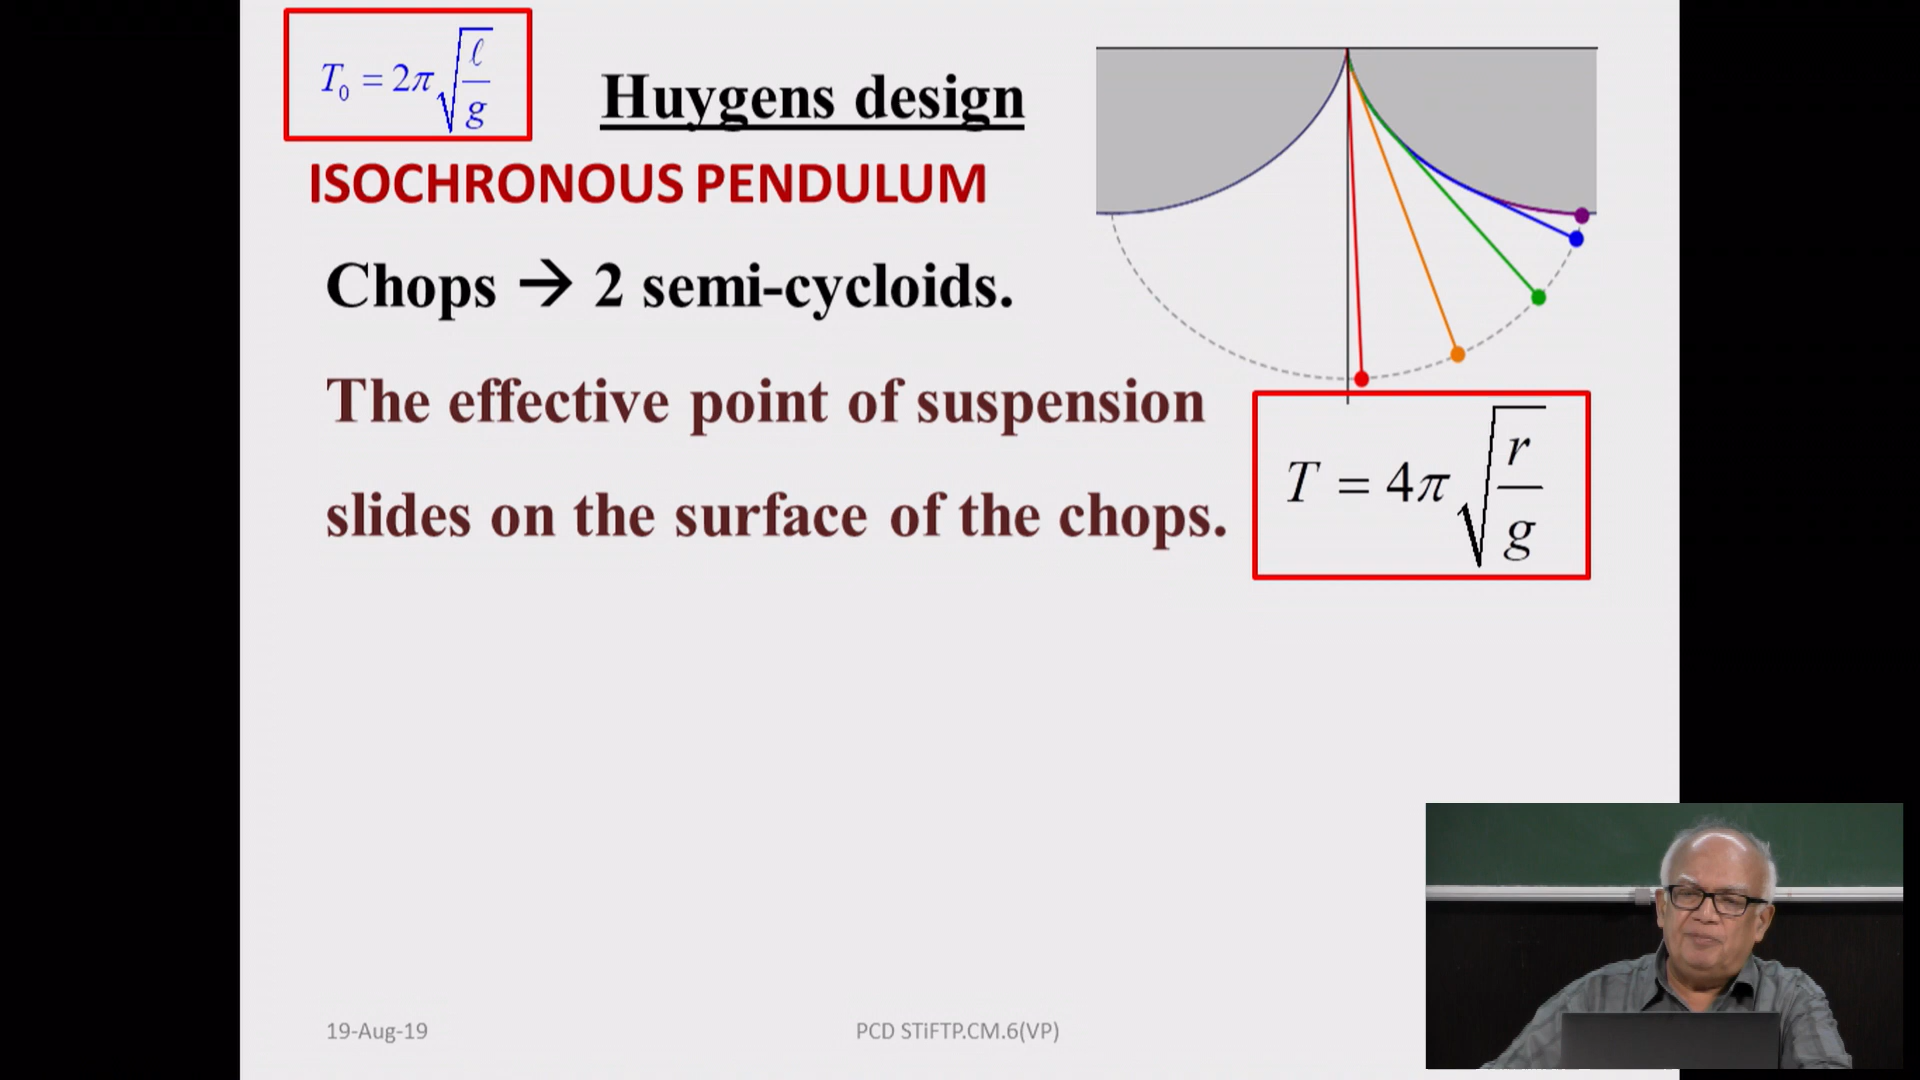 T₀ = 2π√(ℓ/g)
Huygens design
ISOCHRONOUS PENDULUM
Chops → 2 semi-cycloids.
The effective point of suspension
slides on the surface of the chops.
T = 4π√(r/g)
19-Aug-19
PCD STiFTP.CM.6(VP)